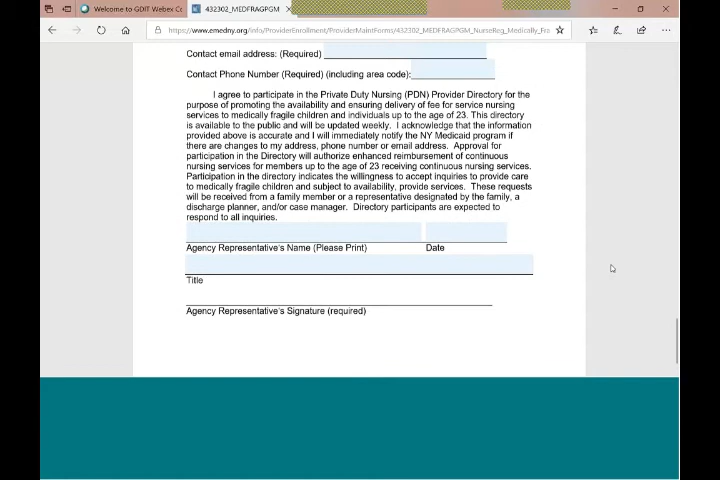 Welcome to GDIT Webex Ce
432302_MEDFRAGPGM
https://www.emedny.org/info/ProviderEnrollment/ProviderMaintForms/432302_MEDFRAGPGM_NurseReg_Medically_Fra
Contact email address: (Required)
Contact Phone Number (Required) (including area code):
I agree to participate in the Private Duty Nursing (PDN) Provider Directory for the
purpose of promoting the availability and ensuring delivery of fee for service nursing
services to medically fragile children and individuals up to the age of 23. This directory
is available to the public and will be updated weekly. I acknowledge that the information
provided above is accurate and I will immediately notify the NY Medicaid program if
there are changes to my address, phone number or email address. Approval for
participation in the Directory will authorize enhanced reimbursement of continuous
nursing services for members up to the age of 23 receiving continuous nursing services.
Participation in the directory indicates the willingness to accept inquiries to provide care
to medically fragile children and subject to availability, provide services. These requests
will be received from a family member or a representative designated by the family, a
discharge planner, and/or case manager. Directory participants are expected to
respond to all inquiries.
Agency Representative's Name (Please Print) Date
Title
Agency Representative's Signature (required)